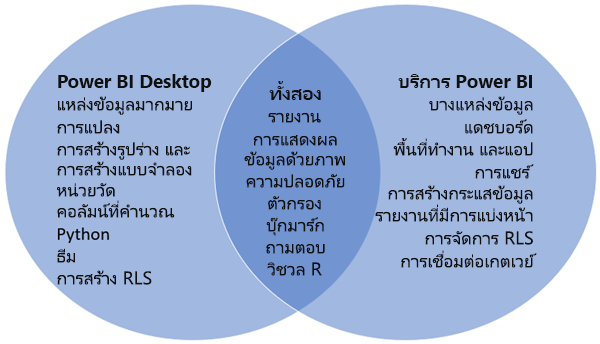 Power BI Desktop
แหล่งข้อมูลมากมาย
การแปลง
การสร้างรูปร่าง และ
การสร้างแบบจำลอง
หน่วยวัด
คอลัมน์ที่คำนวณ
Python
ธีม
การสร้าง RLS
ทั้งสอง
รายงาน
การแสดงผล
ข้อมูลด้วยภาพ
ความปลอดภัย
ตัวกรอง
บุ๊กมาร์ก
ถามตอบ
วิชวล R
บริการ Power BI
บางแหล่งข้อมูล
แดชบอร์ด
พื้นที่ทำงาน และแอป
การแชร์
การสร้างกระแสข้อมูล
รายงานที่มีการแบ่งหน้า
การจัดการ RLS
การเชื่อมต่อเกตเวย์